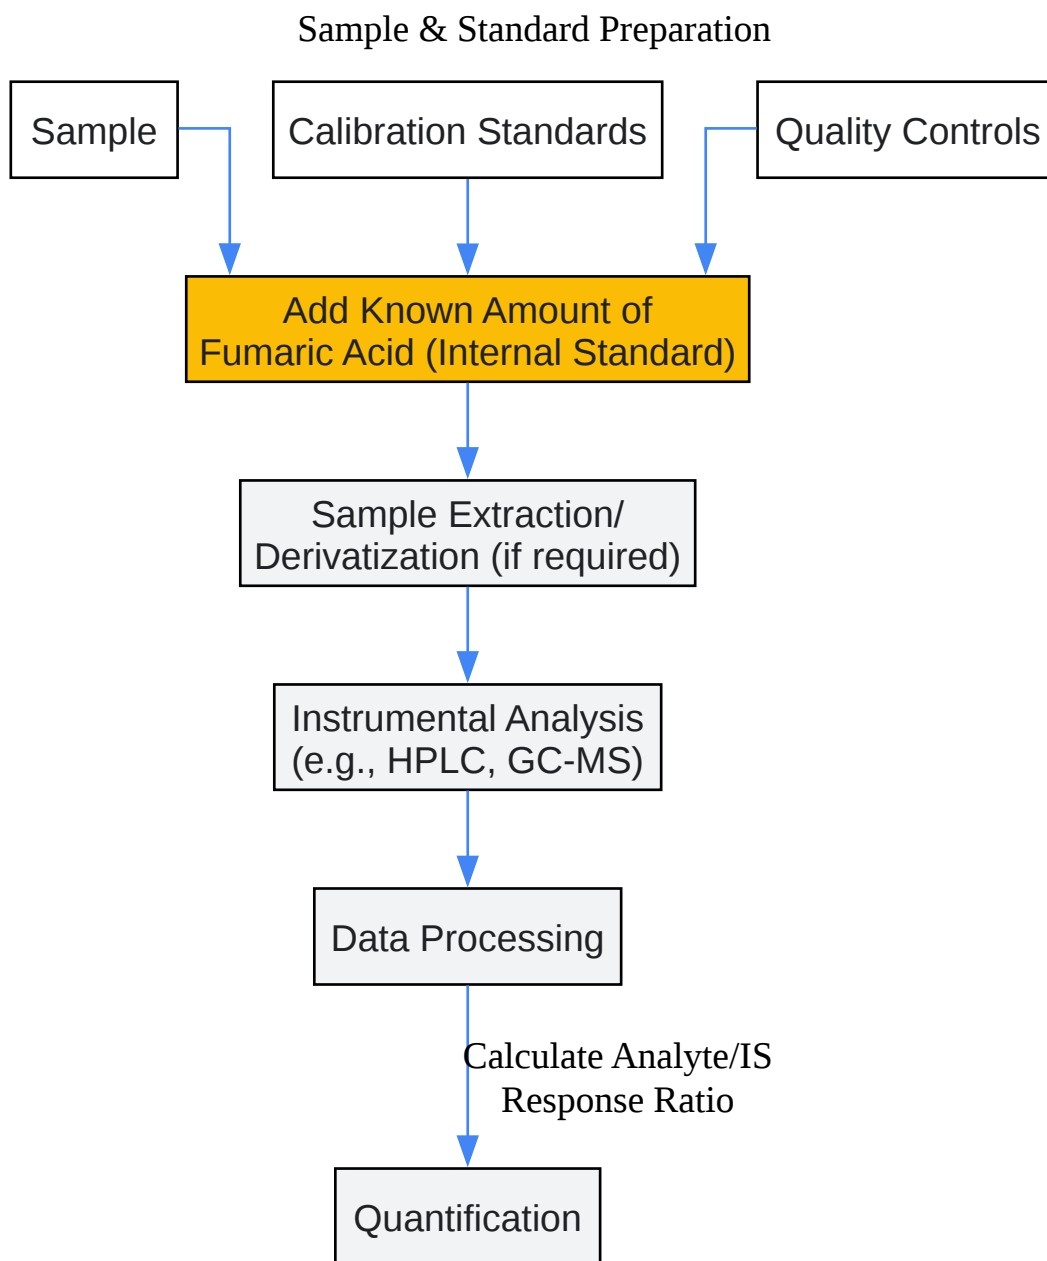 Sample & Standard Preparation
Sample
Calibration Standards
Quality Controls
Add Known Amount of
Fumaric Acid (Internal Standard)
Sample Extraction/
Derivatization (if required)
Instrumental Analysis
(e.g., HPLC, GC-MS)
Data Processing
Calculate Analyte/IS
Response Ratio
Quantification